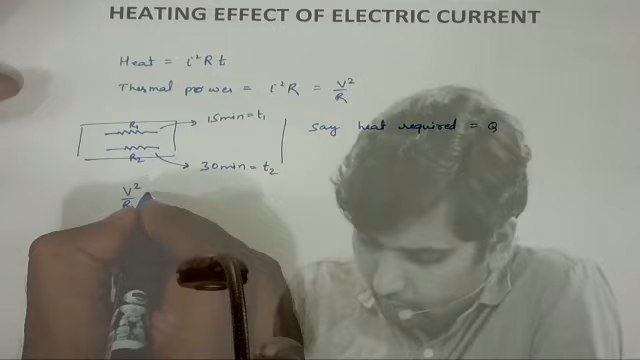 HEATING EFFECT OF ELECTRIC CURRENT
Heat = i²Rt
Thermal power = i²R = V²/R
R1 15min = t1
R2 30min = t2
Say heat required = Q
V²/R